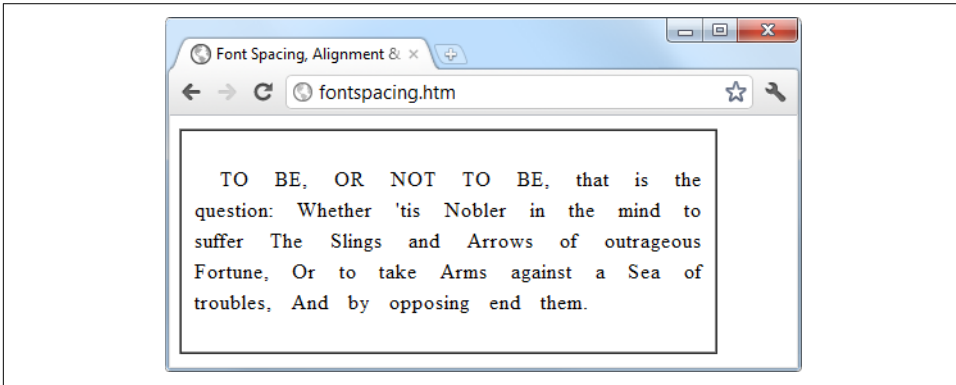 Font Spacing, Alignment &
fontspacing.htm
TO BE, OR NOT TO BE, that is the
question: Whether 'tis Nobler in the mind to
suffer The Slings and Arrows of outrageous
Fortune, Or to take Arms against a Sea of
troubles, And by opposing end them.